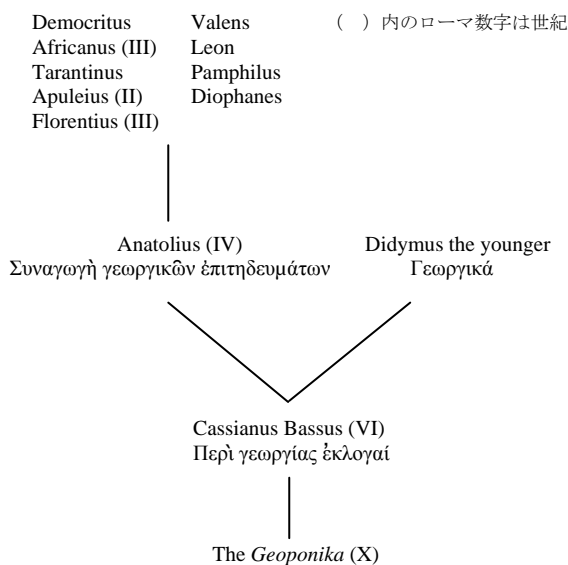 Democritus Valens （　）内のローマ数字は世紀
Africanus (III) Leon
Tarantinus Pamphilus
Apuleius (II) Diophanes
Florentius (III)
Anatolius (IV) Didymus the younger
Συναγωγὴ γεωργικῶν ἐπιτηδευμάτων Γεωργικά
Cassianus Bassus (VI)
Περὶ γεωργίας ἐκλογαί
The Geoponika (X)